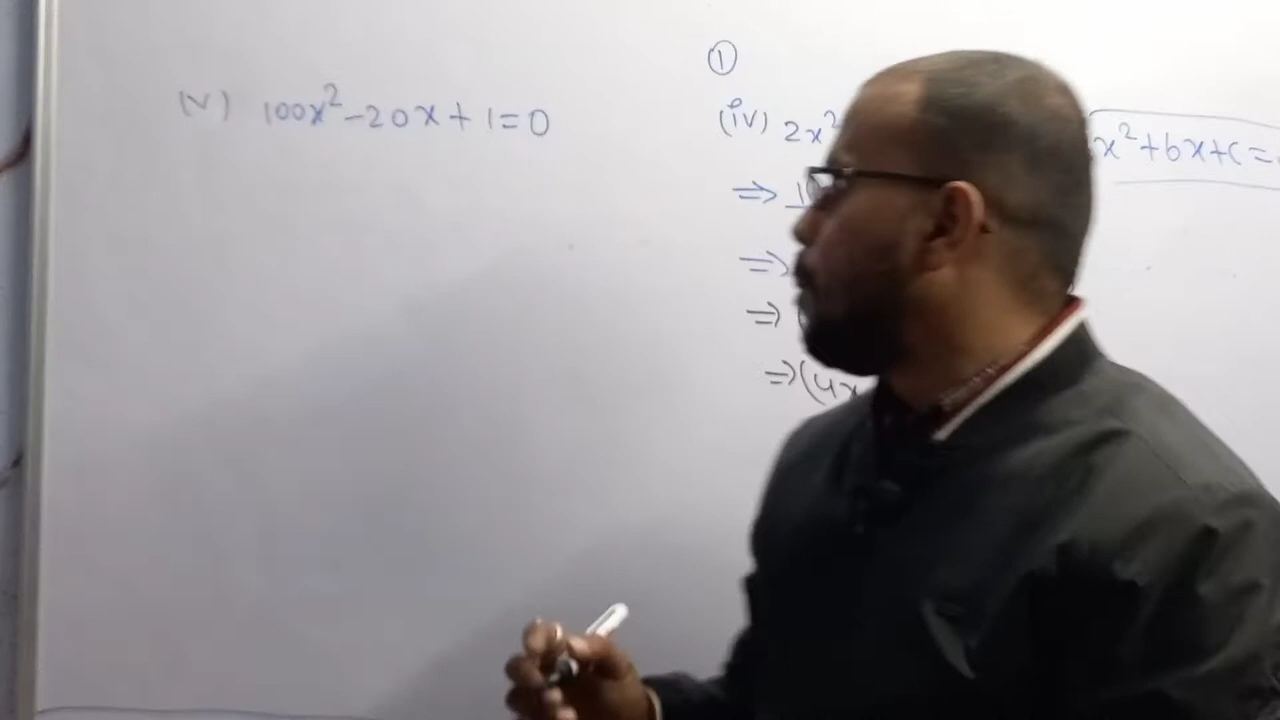 (v) 100x²-20x+1=0
①
(iv) 2x²
x²+bx+c=
⇒ 1
⇒
⇒ (
⇒(4x